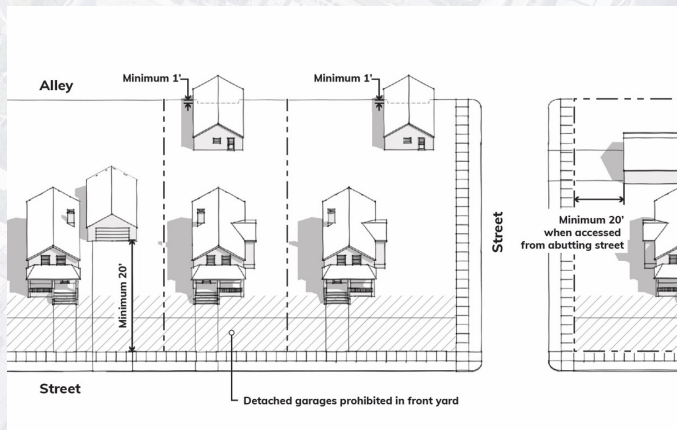 Alley
Minimum 1'
Minimum 1'
Street
Minimum 20'
when accessed
from abutting street
Minimum 20'
Street
Detached garages prohibited in front yard